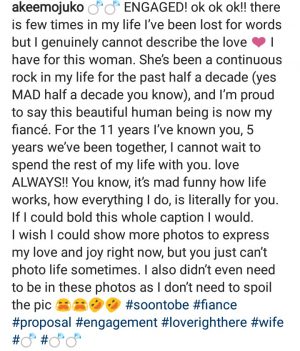 akeemojuko 💍💍 ENGAGED! ok ok ok!! there
is few times in my life I've been lost for words
but I genuinely cannot describe the love ❤️ I
have for this woman. She's been a continuous
rock in my life for the past half a decade (yes
MAD half a decade you know), and I'm proud
to say this beautiful human being is now my
fiancé. For the 11 years I've known you, 5
years we've been together, I cannot wait to
spend the rest of my life with you. love
ALWAYS!! You know, it's mad funny how life
works, how everything I do, is literally for you.
If I could bold this whole caption I would.
I wish I could show more photos to express
my love and joy right now, but you just can't
photo life sometimes. I also didn't even need
to be in these photos as I don't need to spoil
the pic 😫😫🤣🤣 #soontobe #fiance
#proposal #engagement #loverighthere #wife
#💍 #💍💍